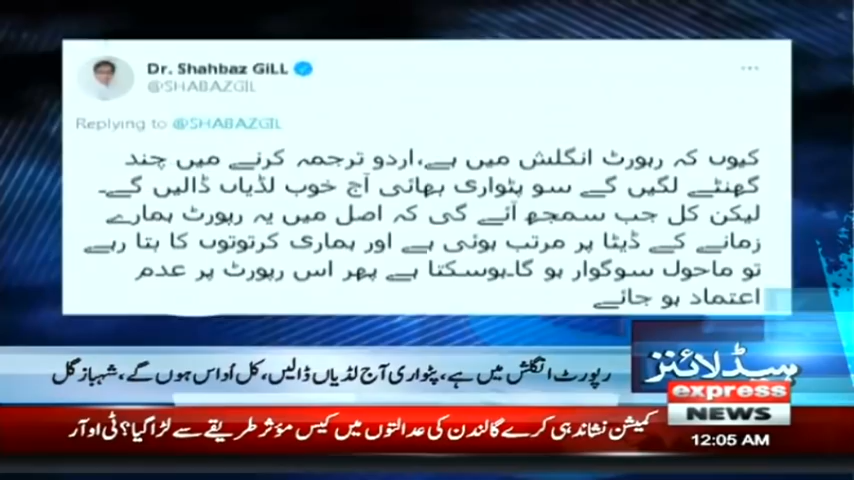 Dr. Shahbaz GiLL
@SHABAZGIL
Replying to @SHABAZGIL
کیوں کہ رپورٹ انگلش میں ہے،اردو ترجمہ کرنے میں چند
گھنٹے لگیں گے سو پٹواری بھائی آج خوب لڈیاں ڈالیں گے۔
لیکن کل جب سمجھ آئے گی کہ اصل میں یہ رپورٹ ہمارے
زمانے کے ڈیٹا پر مرتب ہوئی ہے اور ہماری کرتوتوں کا بتا رہے
تو ماحول سوگوار ہو گا۔ہوسکتا ہے پھر اس رپورٹ پر عدم
اعتماد ہو جائے
ہیڈلائنز
رپورٹ انگلش میں ہے، پٹواری آج لڈیاں ڈالیں، کل اُداس ہوں گے، شہباز گل
express
NEWS
کمیشن نشاندہی کرے گا لندن کی عدالتوں میں کیس مؤثر طریقے سے لڑا گیا؟ ٹی او آر
12:05 AM